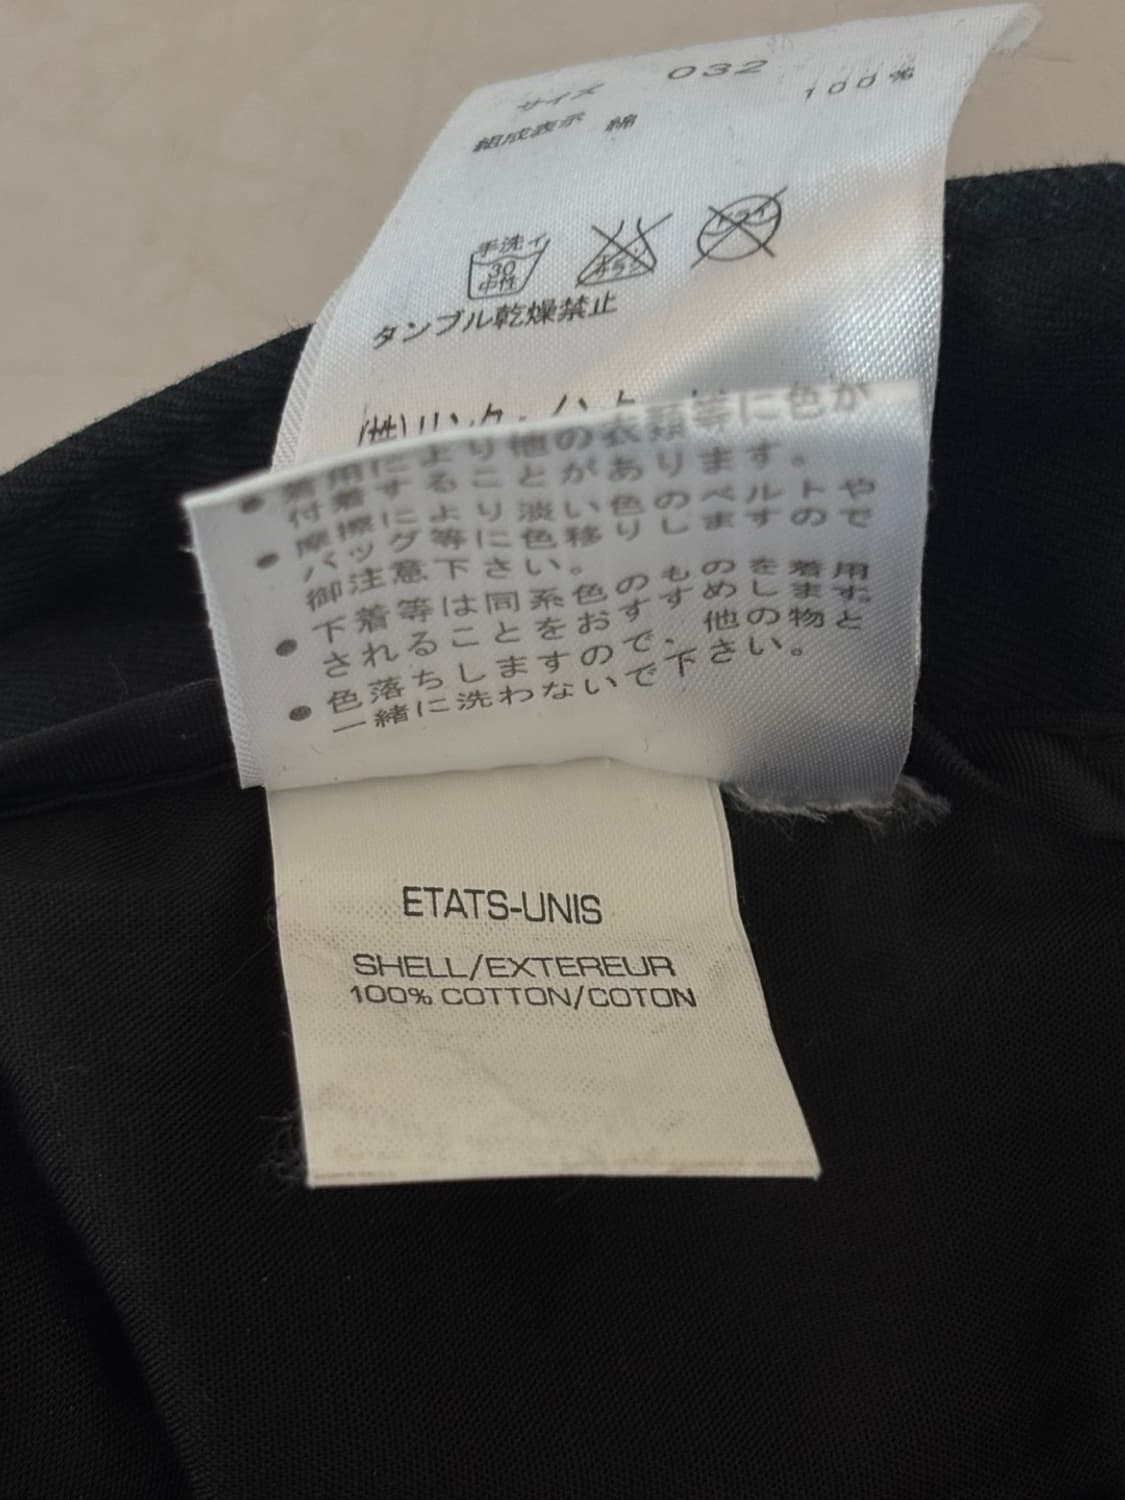 サイズ 032
組成表示 綿 100%
手洗イ
30
中性
ドライ
タンブル乾燥禁止
(株)リンク・
● 着用により他の衣類等に色が
付着することがあります。
● 摩擦により淡い色のベルトや
バッグ等に色移りしますので
御注意下さい。
● 下着等は同系色のものを着用
されることをおすすめします。
● 色落ちしますので、他の物と
一緒に洗わないで下さい。
ETATS-UNIS
SHELL/EXTEREUR
100% COTTON/COTON